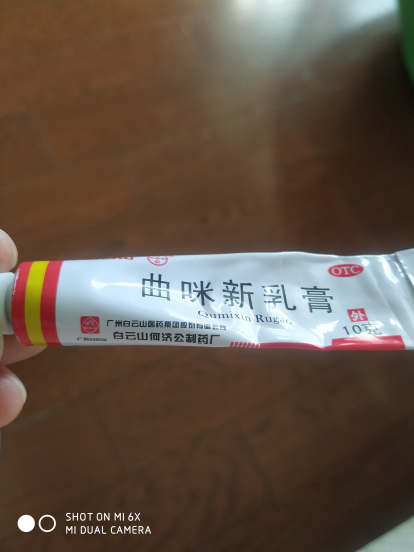 OTC
曲咪新乳膏
Qumixin Rugao
外
10克
广州白云山医药集团股份有限公司
白云山何济公制药厂
SHOT ON MI 6X
MI DUAL CAMERA